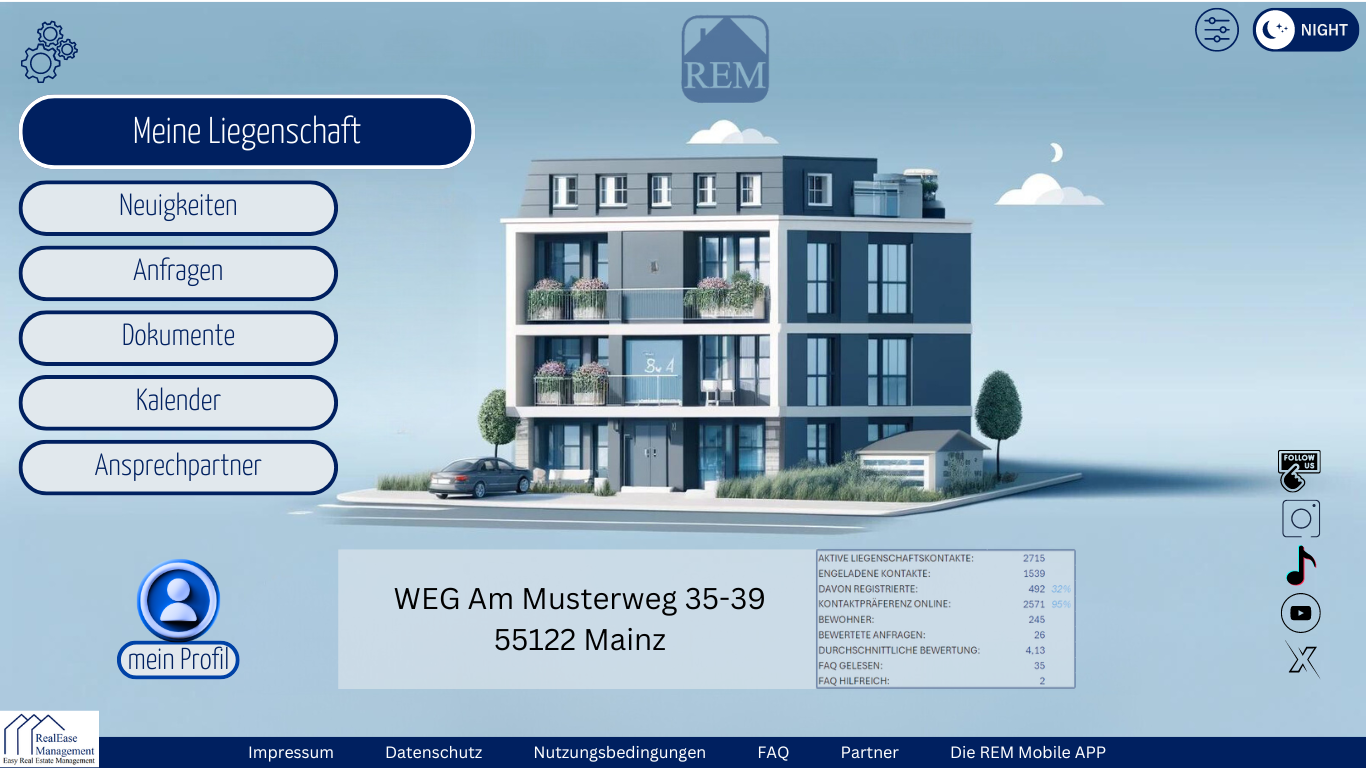 REM
NIGHT
Meine Liegenschaft
Neuigkeiten
Anfragen
Dokumente
Kalender
Ansprechpartner
FOLLOW
US
mein Profil
WEG Am Musterweg 35-39
55122 Mainz
AKTIVE LIEGENSCHAFTSKONTAKTE: 2715
ENGELADENE KONTAKTE: 1539
DAVON REGISTRIERTE: 492 32%
KONTAKTPRÄFERENZ ONLINE: 2571 95%
BEWOHNER: 245
BEWERTETE ANFRAGEN: 26
DURCHSCHNITTLICHE BEWERTUNG: 4,13
FAQ GELESEN: 35
FAQ HILFREICH: 2
RealEase
Management
Easy Real Estate Management
Impressum Datenschutz Nutzungsbedingungen FAQ Partner Die REM Mobile APP